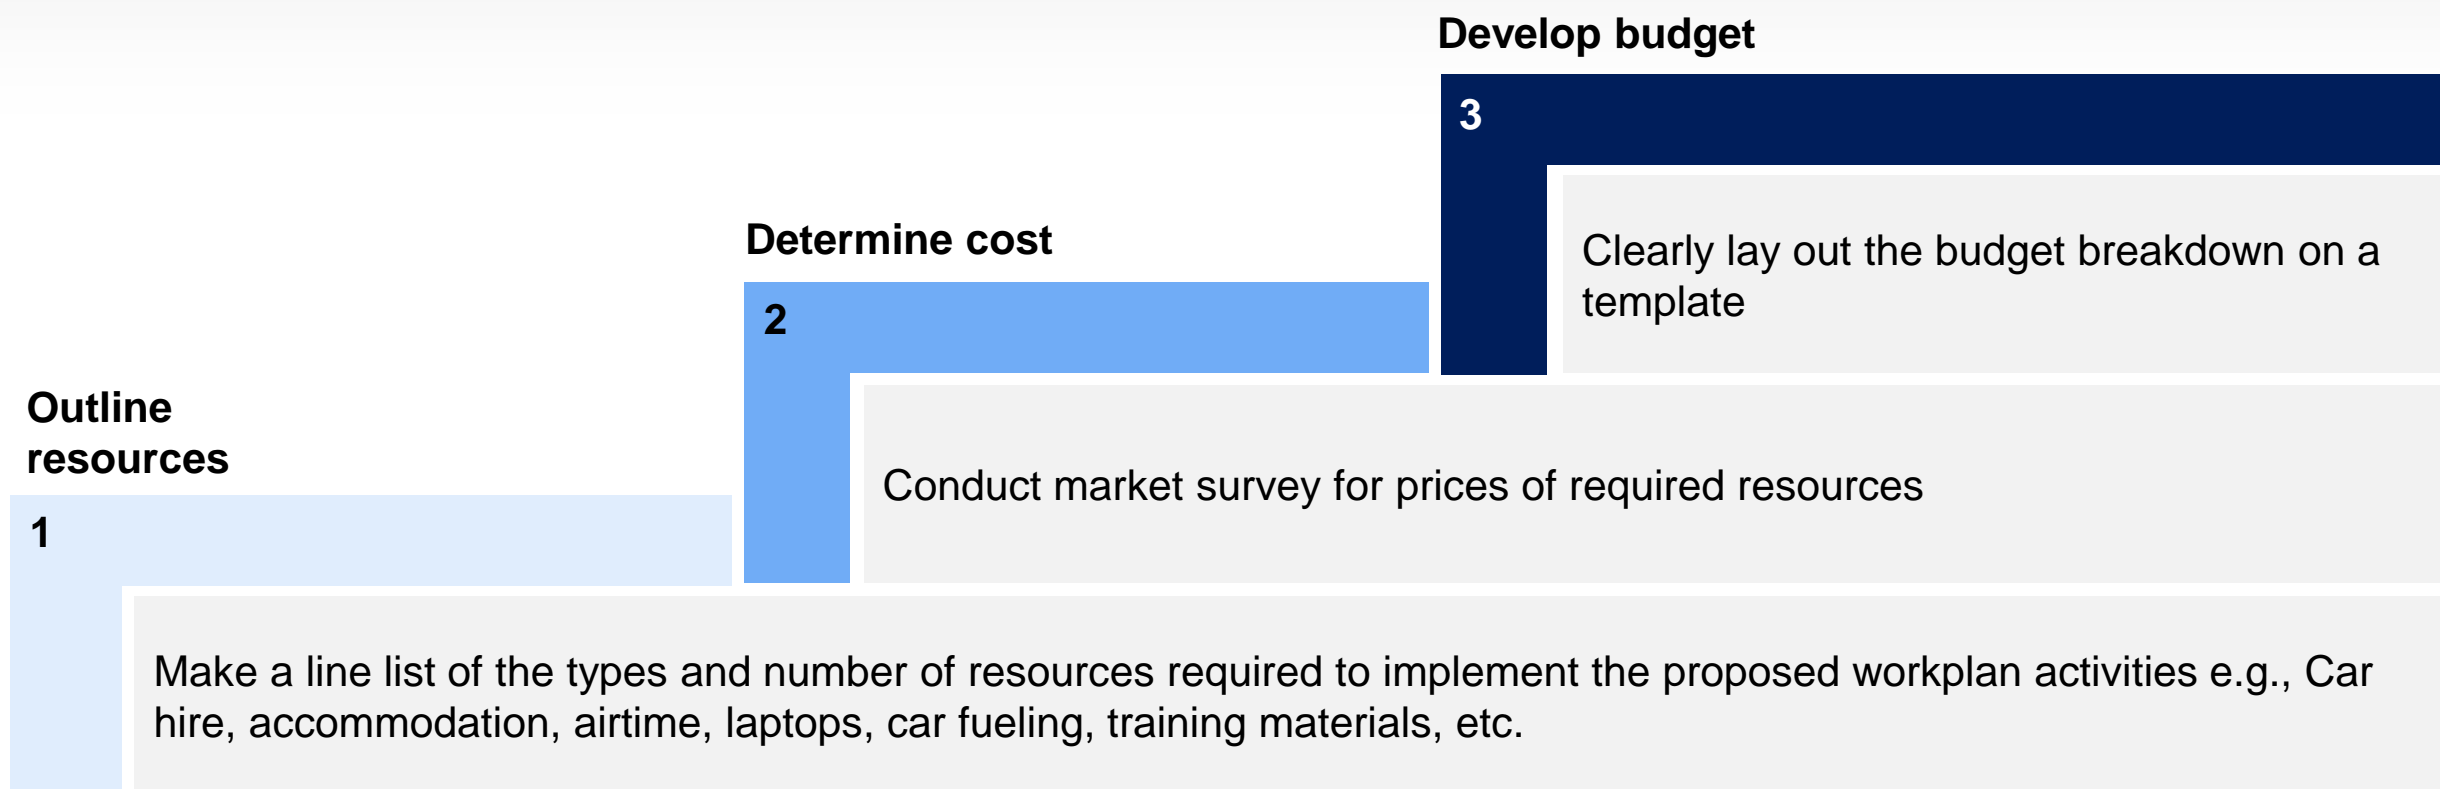 Develop budget
3
Clearly lay out the budget breakdown on a
template
Determine cost
2
Conduct market survey for prices of required resources
Outline
resources
1
Make a line list of the types and number of resources required to implement the proposed workplan activities e.g., Car
hire, accommodation, airtime, laptops, car fueling, training materials, etc.